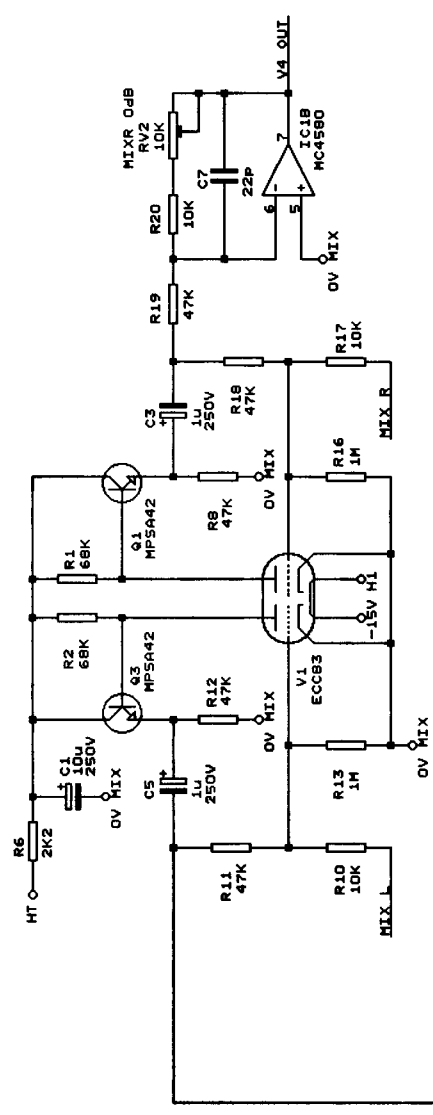 V4 OUT
MIXR 0dB
RV2
10K
IC1B
MC4580
7
6
5
-
+
C7
22p
R20
10K
0V MIX
R19
47K
R18
47K
R17
10K
MIX R
C3
+
1u
250V
R16
1M
Q1
MPSA42
R8
47K
0V MIX
R1
68K
R2
68K
Q3
MPSA42
V1
ECC83
-15V
H1
R12
47K
0V MIX
R13
1M
0V MIX
C1
+
10u
250V
0V MIX
C5
+
1u
250V
R6
2K2
HT
R11
47K
R10
10K
MIX L